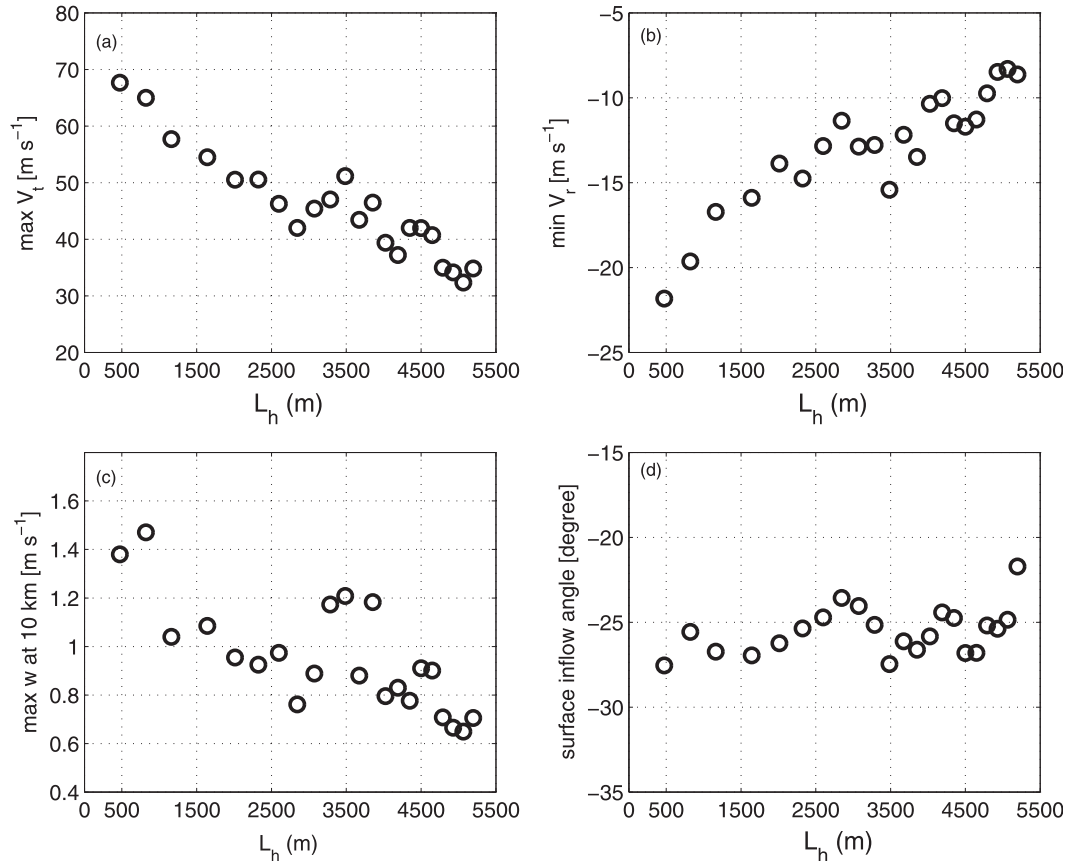 (a)
max V_t [m s⁻¹]
80
70
60
50
40
30
20
0 500 1500 2500 3500 4500 5500
L_h (m)
(b)
min V_r [m s⁻¹]
−5
−10
−15
−20
−25
0 500 1500 2500 3500 4500 5500
L_h (m)
(c)
max w at 10 km [m s⁻¹]
1.6
1.4
1.2
1
0.8
0.6
0.4
0 500 1500 2500 3500 4500 5500
L_h (m)
(d)
surface inflow angle [degree]
−15
−20
−25
−30
−35
0 500 1500 2500 3500 4500 5500
L_h (m)